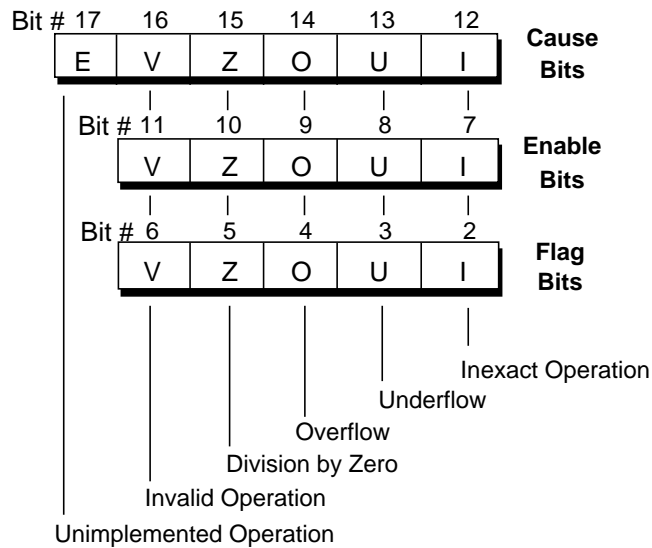 Bit # 17 16 15 14 13 12
E V Z O U I
Cause
Bits
Bit # 11 10 9 8 7
V Z O U I
Enable
Bits
Bit # 6 5 4 3 2
V Z O U I
Flag
Bits
Inexact Operation
Underflow
Overflow
Division by Zero
Invalid Operation
Unimplemented Operation